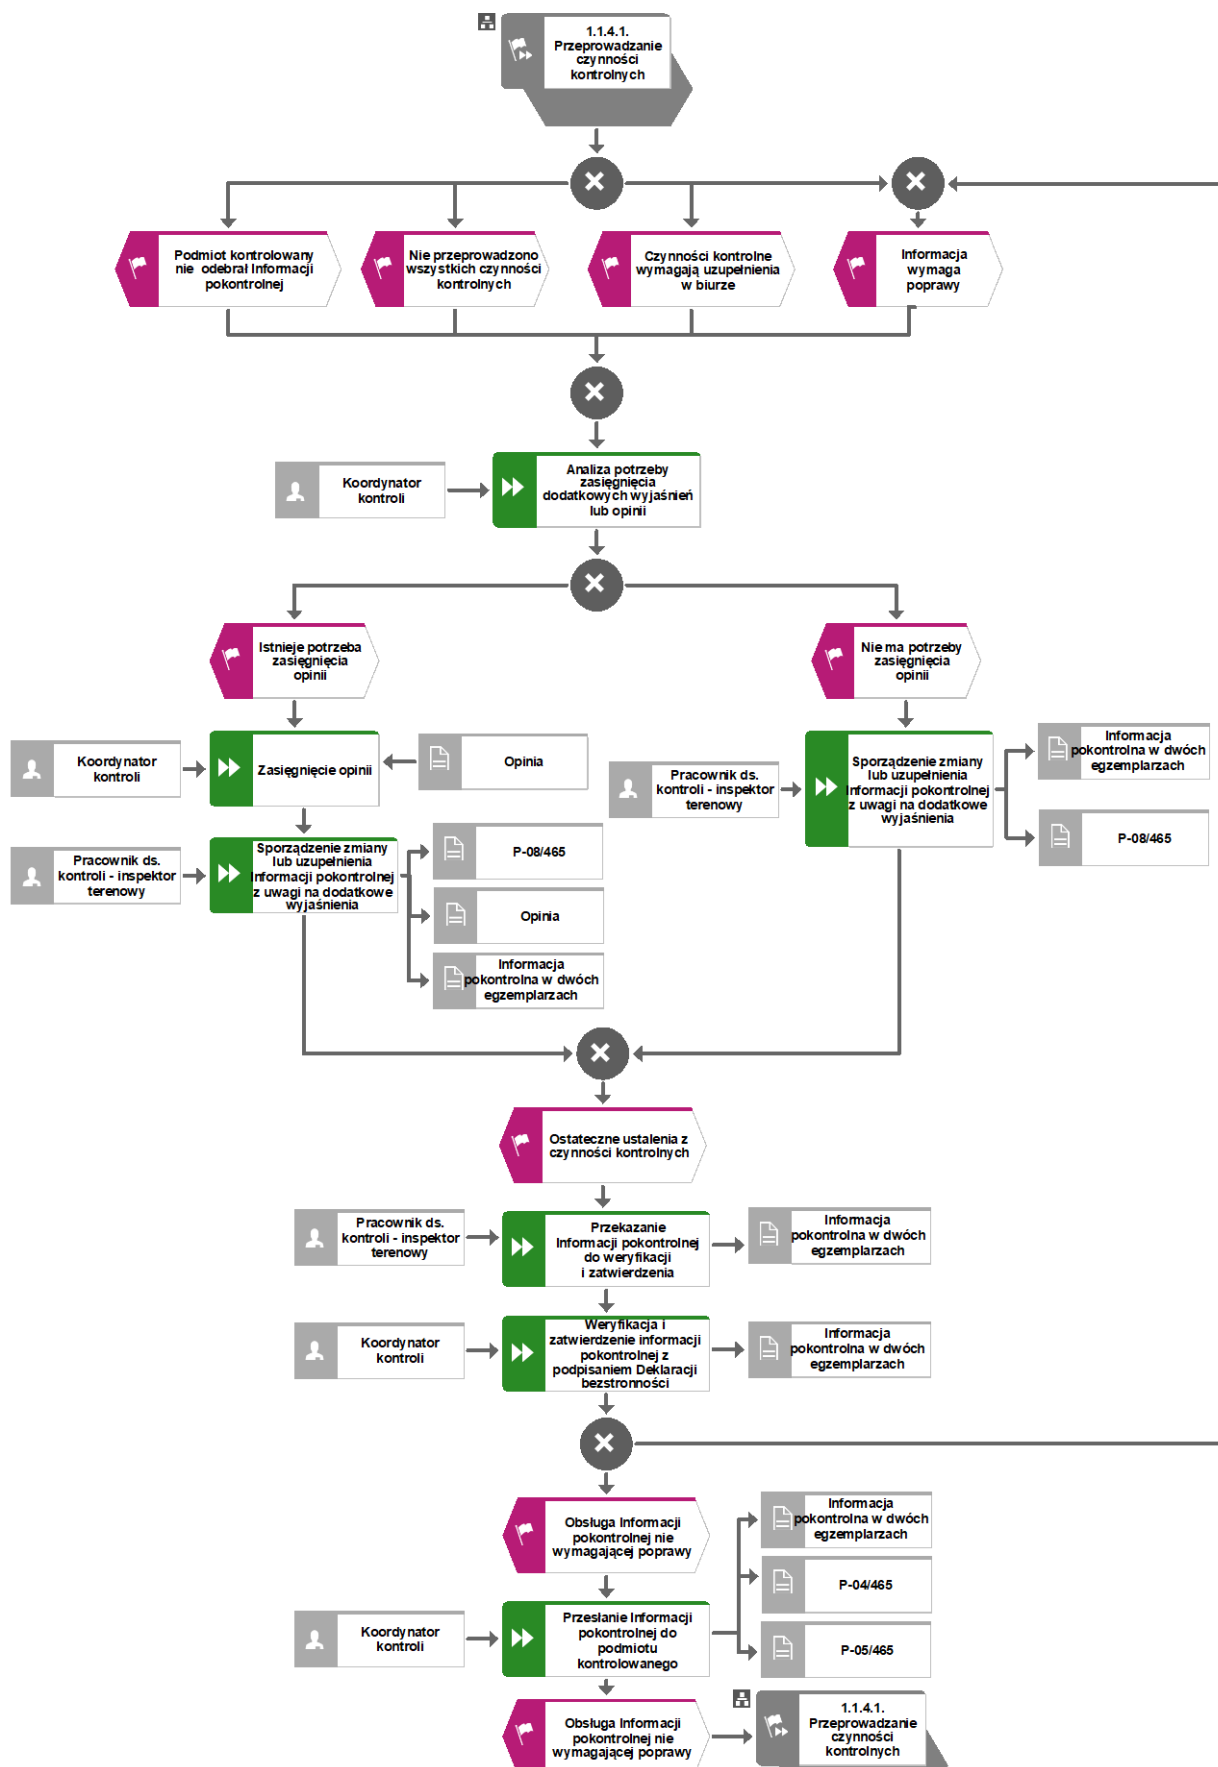 1.1.4.1.
Przeprowadzanie
czynności
kontrolnych
Podmiot kontrolowany
nie odebrał Informacji
pokontrolnej
Nie przeprowadzono
wszystkich czynności
kontrolnych
Czynności kontrolne
wymagają uzupełnienia
w biurze
Informacja
wymaga
poprawy
Koordynator
kontroli
Analiza potrzeby
zasięgnięcia
dodatkowych wyjaśnień
lub opinii
Istnieje potrzeba
zasięgnięcia
opinii
Nie ma potrzeby
zasięgnięcia
opinii
Koordynator
kontroli
Zasięgnięcie opinii
Opinia
Pracownik ds.
kontroli - inspektor
terenowy
Sporządzenie zmiany
lub uzupełnienia
Informacji pokontrolnej
z uwagi na dodatkowe
wyjaśnienia
Informacja
pokontrolna w dwóch
egzemplarzach
P-08/465
Pracownik ds.
kontroli - inspektor
terenowy
Sporządzenie zmiany
lub uzupełnienia
Informacji pokontrolnej
z uwagi na dodatkowe
wyjaśnienia
P-08/465
Opinia
Informacja
pokontrolna w dwóch
egzemplarzach
Ostateczne ustalenia z
czynności kontrolnych
Pracownik ds.
kontroli - inspektor
terenowy
Przekazanie
Informacji pokontrolnej
do weryfikacji
i zatwierdzenia
Informacja
pokontrolna w dwóch
egzemplarzach
Koordynator
kontroli
Weryfikacja i
zatwierdzenie informacji
pokontrolnej z
podpisaniem Deklaracji
bezstronności
Informacja
pokontrolna w dwóch
egzemplarzach
Obsługa Informacji
pokontrolnej nie
wymagającej poprawy
Informacja
pokontrolna w dwóch
egzemplarzach
P-04/465
Koordynator
kontroli
Przesłanie Informacji
pokontrolnej do
podmiotu
kontrolowanego
P-05/465
Obsługa Informacji
pokontrolnej nie
wymagającej poprawy
1.1.4.1.
Przeprowadzanie
czynności
kontrolnych